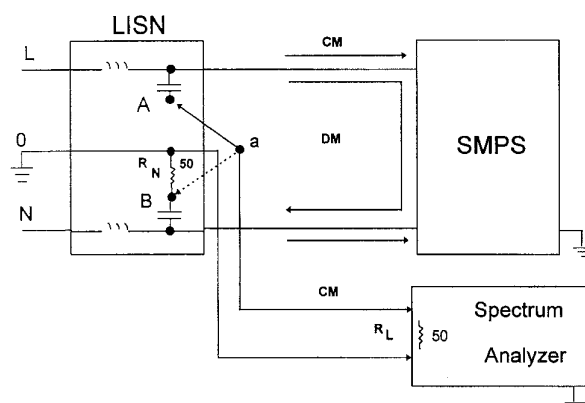 LISN
L
CM
A
DM
SMPS
0
R N 50
a
B
N
CM
Spectrum
R L 50
Analyzer